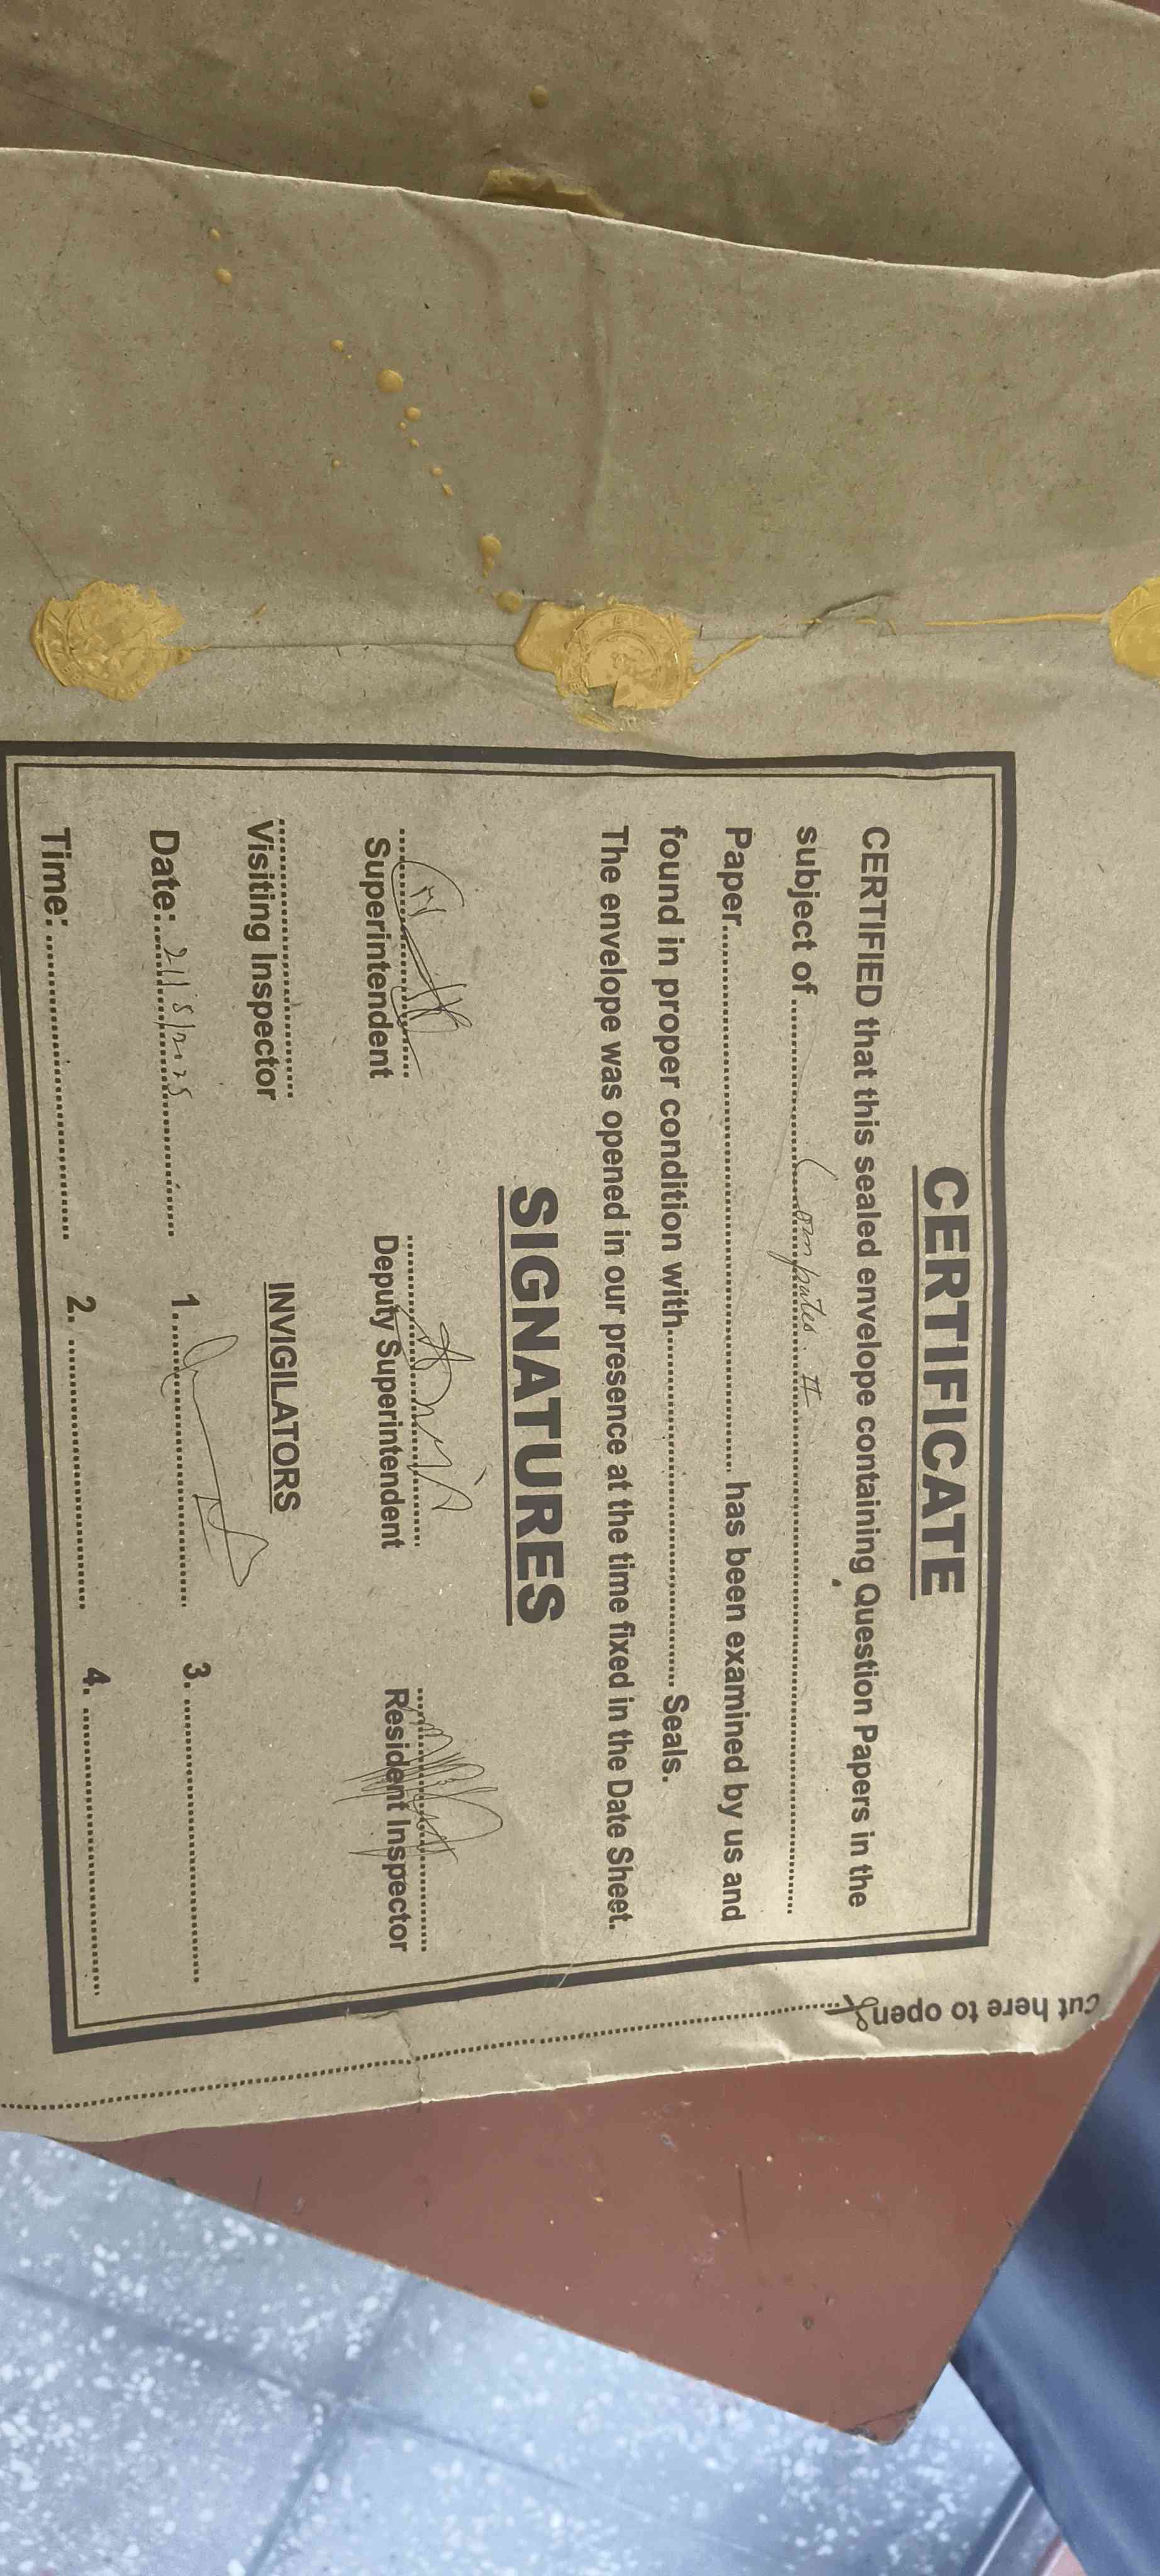 CERTIFICATE
CERTIFIED that this sealed envelope containing Question Papers in the
subject of .......... II ..........
Paper.................... has been examined by us and
found in proper condition with.................... Seals.
The envelope was opened in our presence at the time fixed in the Date Sheet.
SIGNATURES
Superintendent Deputy Superintendent Resident Inspector
Visiting Inspector INVIGILATORS
Date: 21/5/2025 1. 3.
Time: 2. 4.
cut here to open